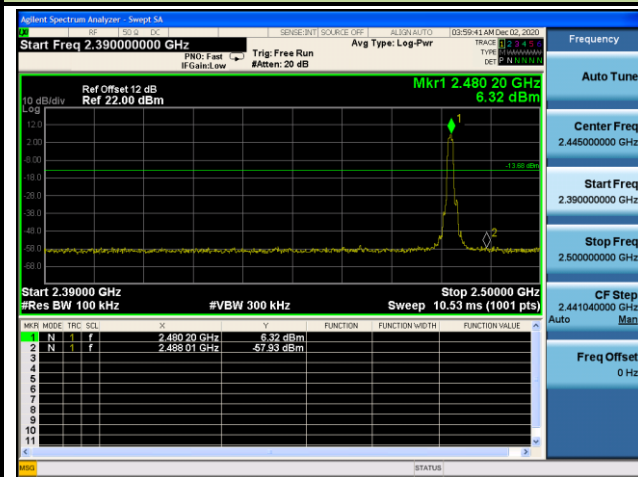 Agilent Spectrum Analyzer - Swept SA
RF 50 Ω DC SENSE:INT SOURCE OFF ALIGN AUTO 03:59:41 AM Dec 02, 2020
Start Freq 2.390000000 GHz
PNO: Fast
IFGain:Low
Trig: Free Run
#Atten: 20 dB
Avg Type: Log-Pwr
TRACE 1 2 3 4 5 6
TYPE M
DET P N N N N N
Frequency
Auto Tune
Center Freq
2.445000000 GHz
Start Freq
2.390000000 GHz
Stop Freq
2.500000000 GHz
CF Step
2.441040000 GHz
Auto Man
Freq Offset
0 Hz
Ref Offset 12 dB
Ref 22.00 dBm
10 dB/div
Log
Mkr1 2.480 20 GHz
6.32 dBm
12.0
2.00
-8.00
-18.0
-28.0
-38.0
-48.0
-58.0
-68.0
-13.68 dBm
1
2
Start 2.39000 GHz Stop 2.50000 GHz
#Res BW 100 kHz #VBW 300 kHz Sweep 10.53 ms (1001 pts)
MKR MODE TRC SCL X Y FUNCTION FUNCTION WIDTH FUNCTION VALUE
1 N 1 f 2.480 20 GHz 6.32 dBm
2 N 1 f 2.488 01 GHz -57.93 dBm
3
4
5
6
7
8
9
10
11
MSG STATUS